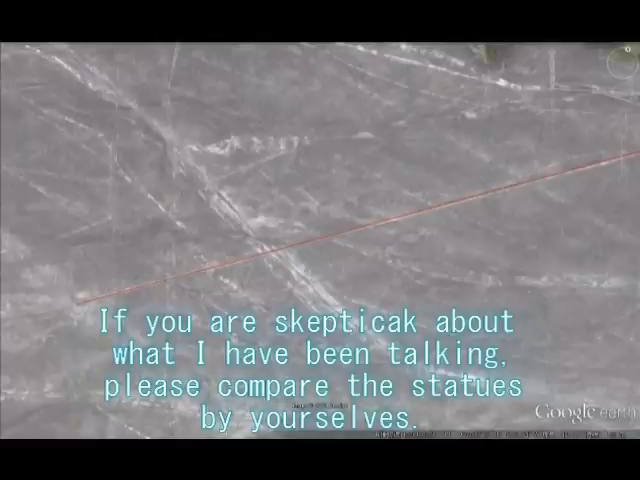 If you are skepticak about
what I have been talking,
please compare the statues
by yourselves.
Google earth